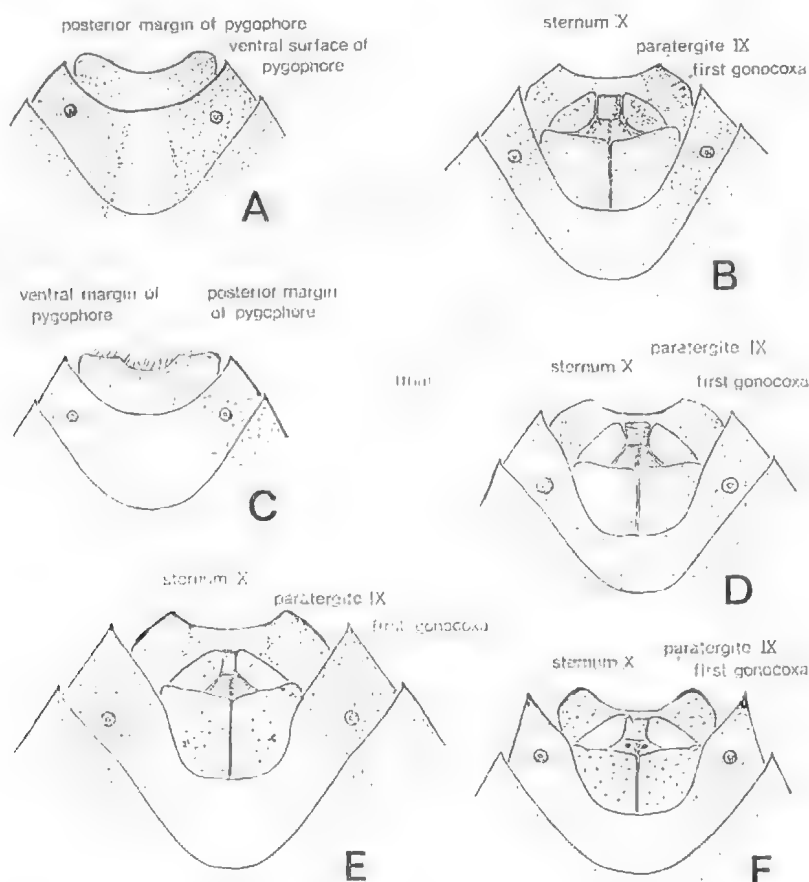 posterior margin of pygophore
ventral surface of
pygophore
A
sternum X
paratergite IX
first gonocoxa
B
ventral margin of
pygophore
posterior margin
of pygophore
C
sternum X
paratergite IX
first gonocoxa
D
sternum X
paratergite IX
first gonocoxa
E
sternum X
paratergite IX
first gonocoxa
F